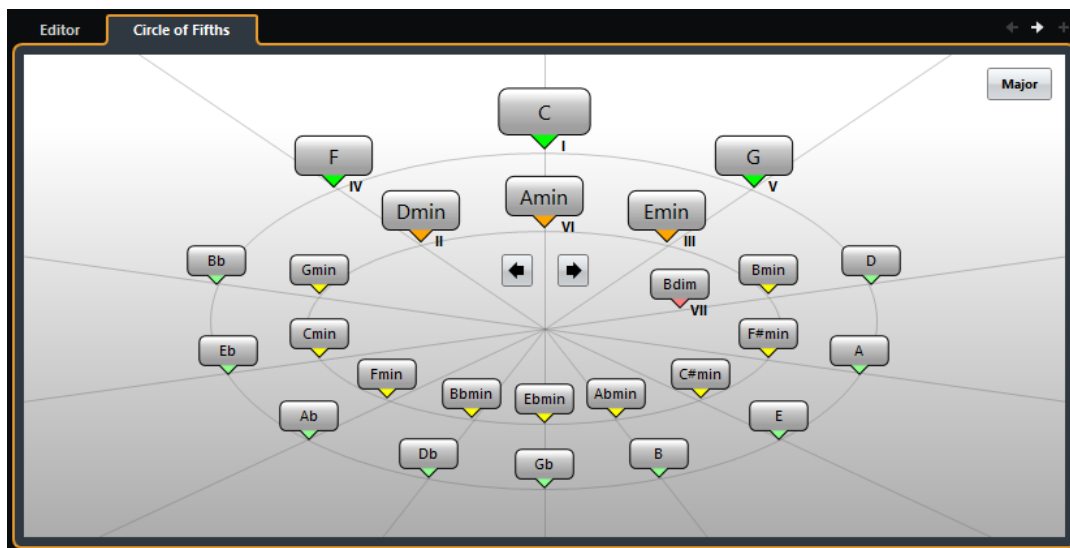 Editor
Circle of Fifths
Major
C
I
F
IV
G
V
Amin
VI
Dmin
II
Emin
III
Bb
Gmin
Bdim
VII
Bmin
D
Eb
Cmin
F#min
A
Fmin
C#min
Bbmin
Ebmin
Abmin
Ab
E
Db
Gb
B